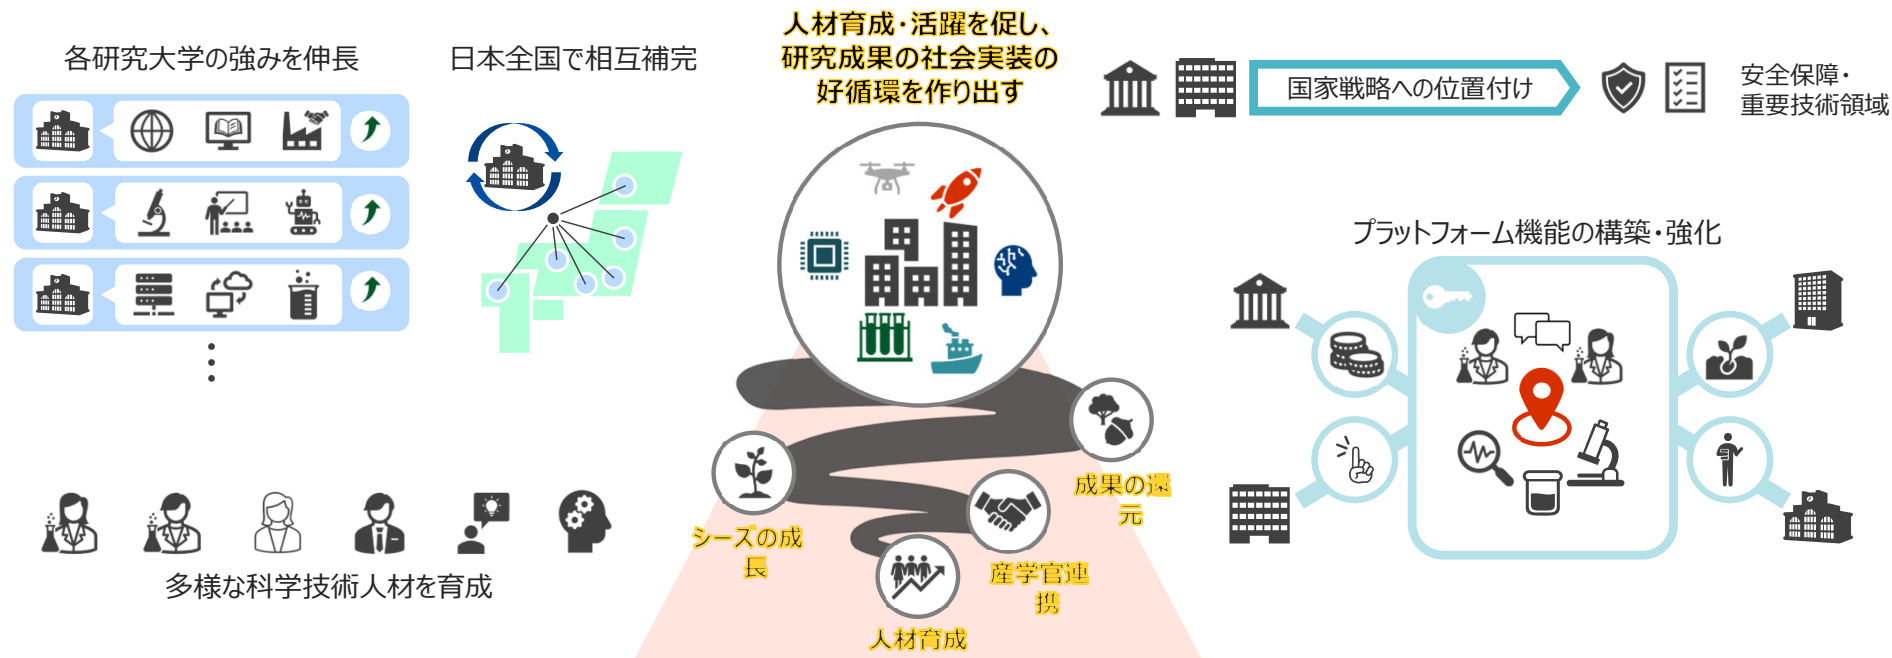 各研究大学の強みを伸長
日本全国で相互補完
人材育成・活躍を促し、
研究成果の社会実装の
好循環を作り出す
国家戦略への位置付け
安全保障・
重要技術領域
プラットフォーム機能の構築・強化
多様な科学技術人材を育成
シーズの成
長
人材育成
産学官連
携
成果の還
元